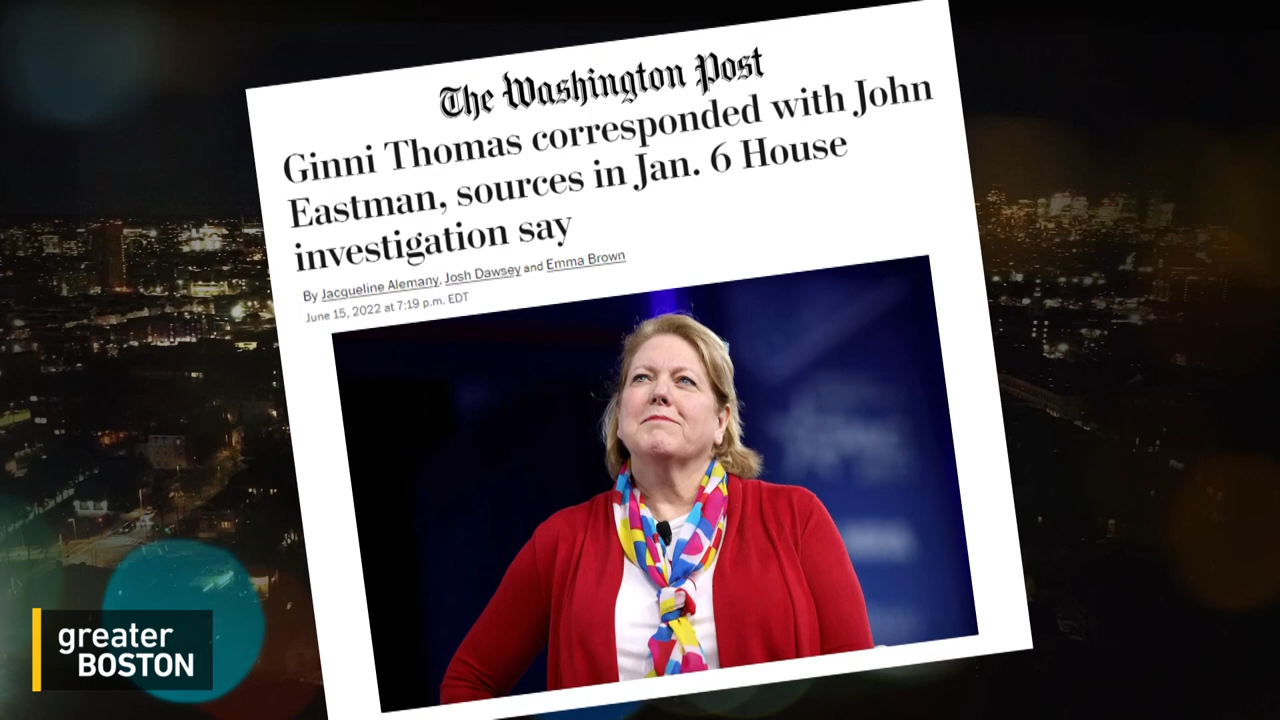 The Washington Post
Ginni Thomas corresponded with John
Eastman, sources in Jan. 6 House
investigation say
By Jacqueline Alemany, Josh Dawsey and Emma Brown
June 15, 2022 at 7:19 p.m. EDT
greater
BOSTON